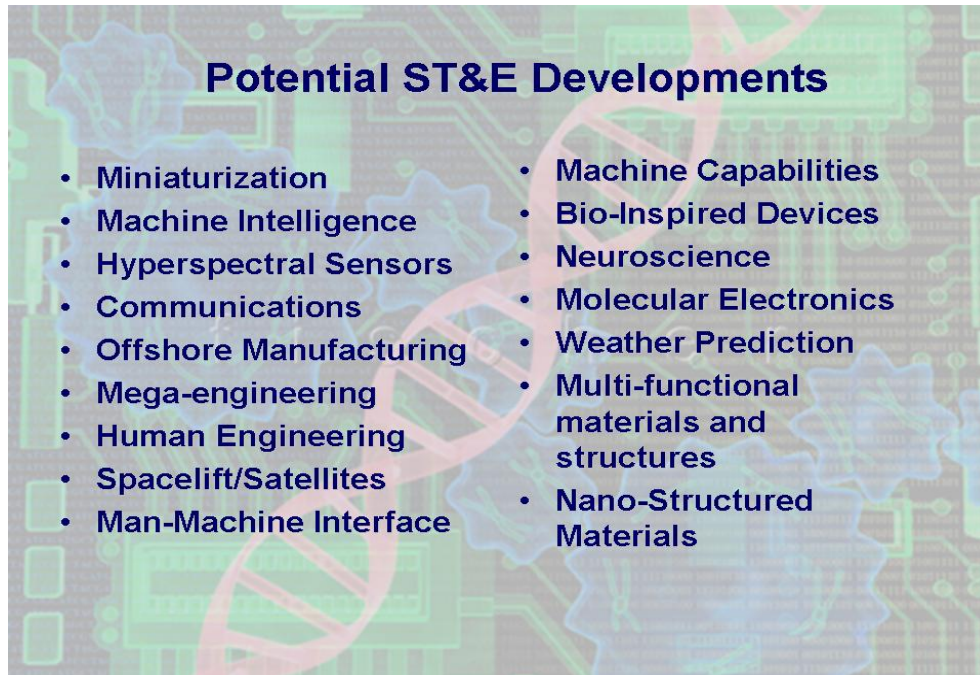 Potential ST&E Developments
• Miniaturization
• Machine Intelligence
• Hyperspectral Sensors
• Communications
• Offshore Manufacturing
• Mega-engineering
• Human Engineering
• Spacelift/Satellites
• Man-Machine Interface
• Machine Capabilities
• Bio-Inspired Devices
• Neuroscience
• Molecular Electronics
• Weather Prediction
• Multi-functional
materials and
structures
• Nano-Structured
Materials